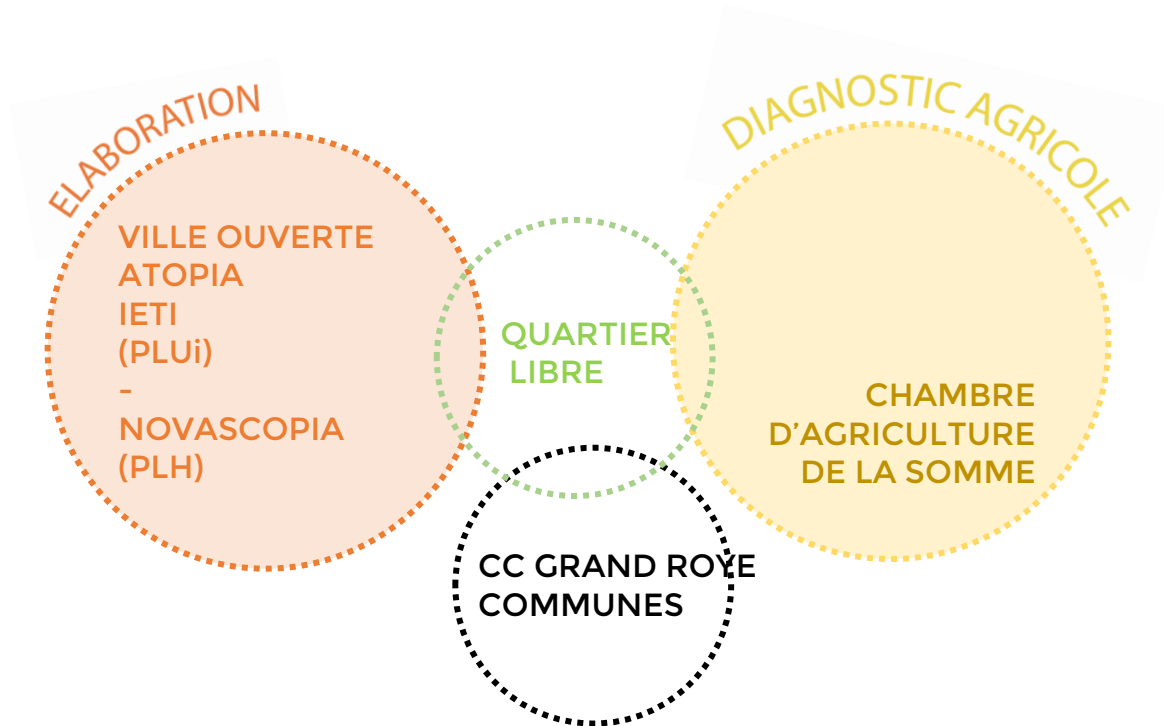 ELABORATION
VILLE OUVERTE
ATOPIA
IETI
(PLUi)
-
NOVASCOPIA
(PLH)
QUARTIER
LIBRE
DIAGNOSTIC AGRICOLE
CHAMBRE
D’AGRICULTURE
DE LA SOMME
CC GRAND ROYE
COMMUNES